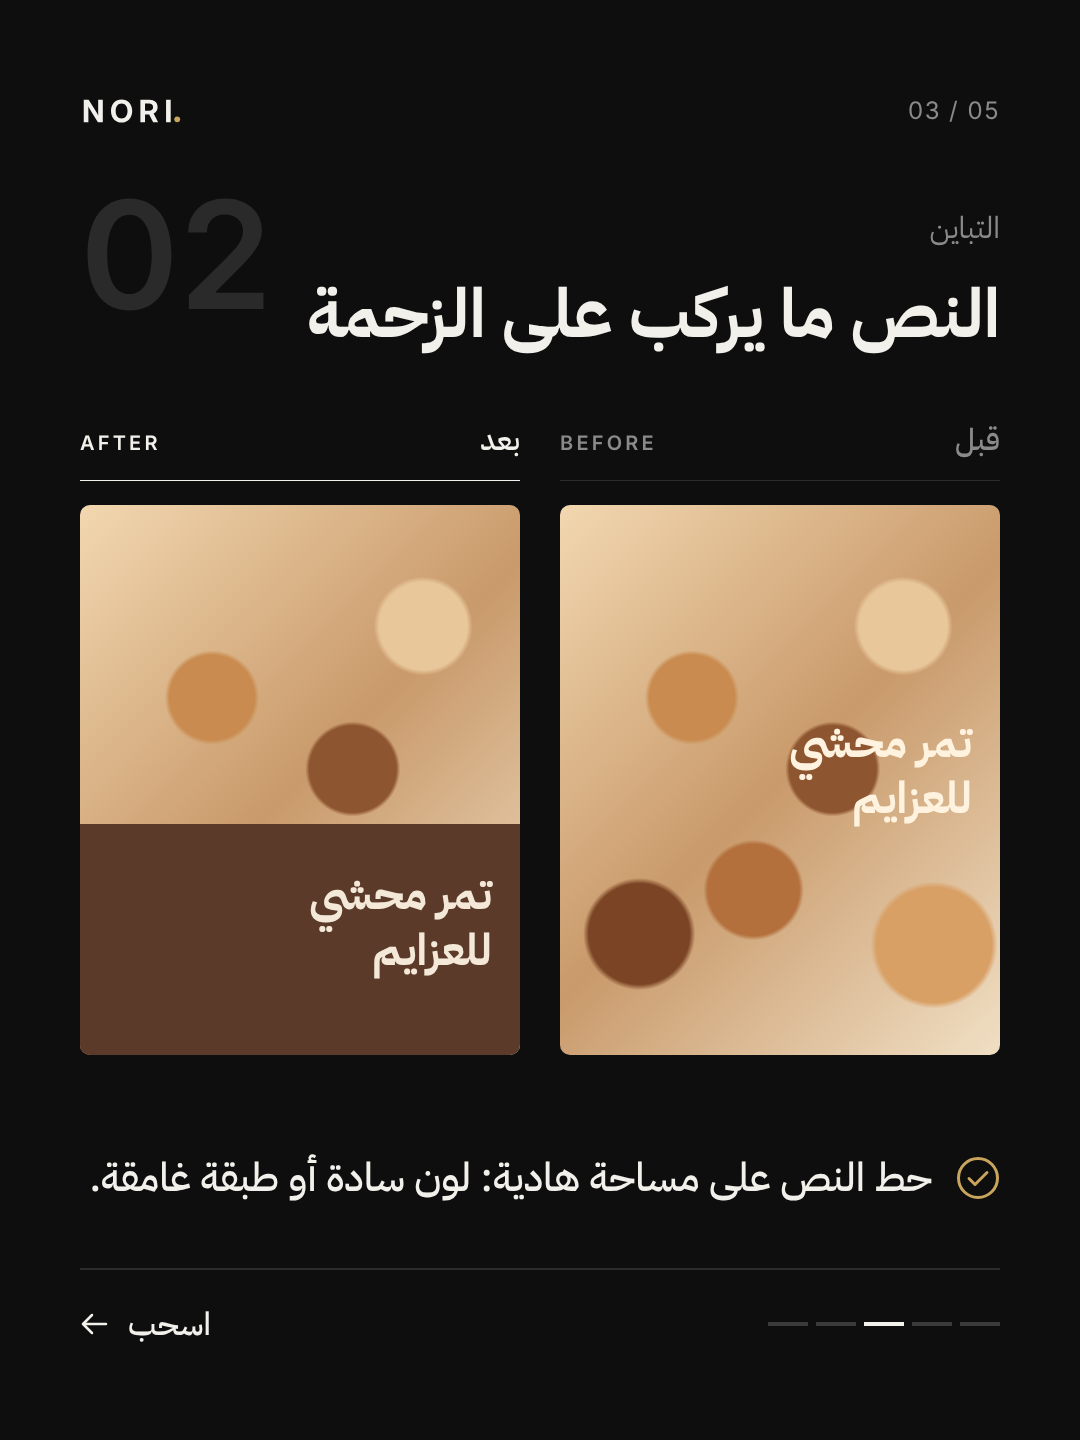 NORI.
03 / 05
02
التباين
النص ما يركب على الزحمة
قبل
BEFORE
بعد
AFTER
تمر محشي
للعزايم
تمر محشي
للعزايم
حط النص على مساحة هادية: لون سادة أو طبقة غامقة.
اسحب ←